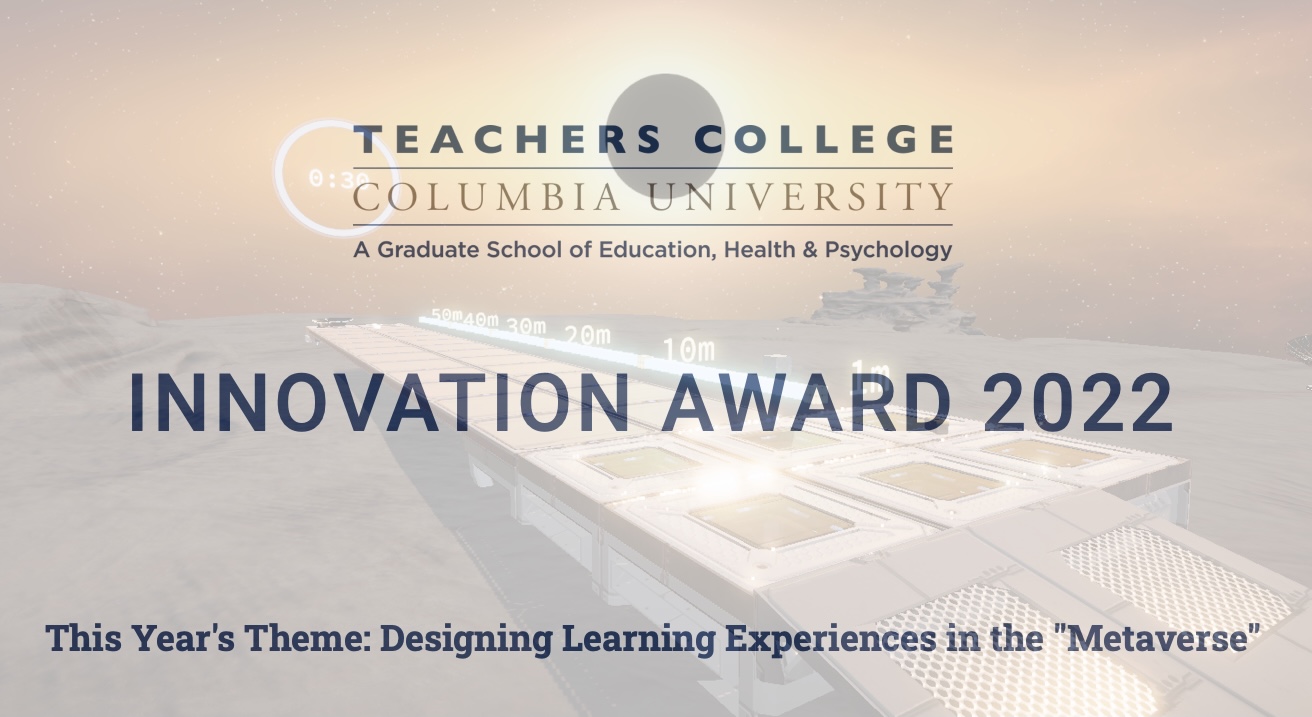 TEACHERS COLLEGE
COLUMBIA UNIVERSITY
A Graduate School of Education, Health & Psychology
0:30
50m 40m 30m 20m 10m 1m
INNOVATION AWARD 2022
This Year's Theme: Designing Learning Experiences in the "Metaverse"